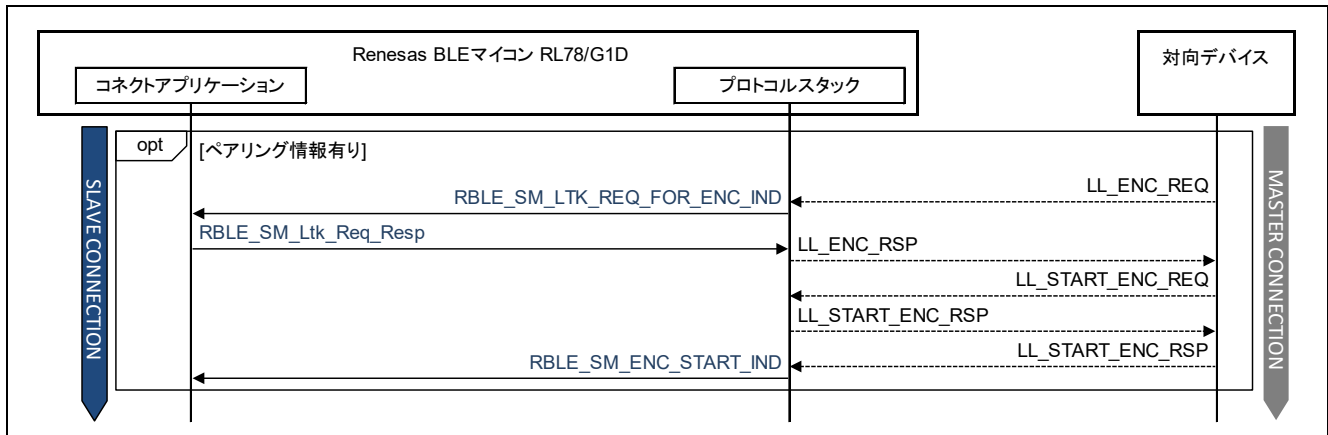 Renesas BLEマイコン RL78/G1D
対向デバイス
コネクトアプリケーション
プロトコルスタック
opt
[ペアリング情報有り]
SLAVE CONNECTION
MASTER CONNECTION
LL_ENC_REQ
RBLE_SM_LTK_REQ_FOR_ENC_IND
RBLE_SM_Ltk_Req_Resp
LL_ENC_RSP
LL_START_ENC_REQ
LL_START_ENC_RSP
LL_START_ENC_RSP
RBLE_SM_ENC_START_IND